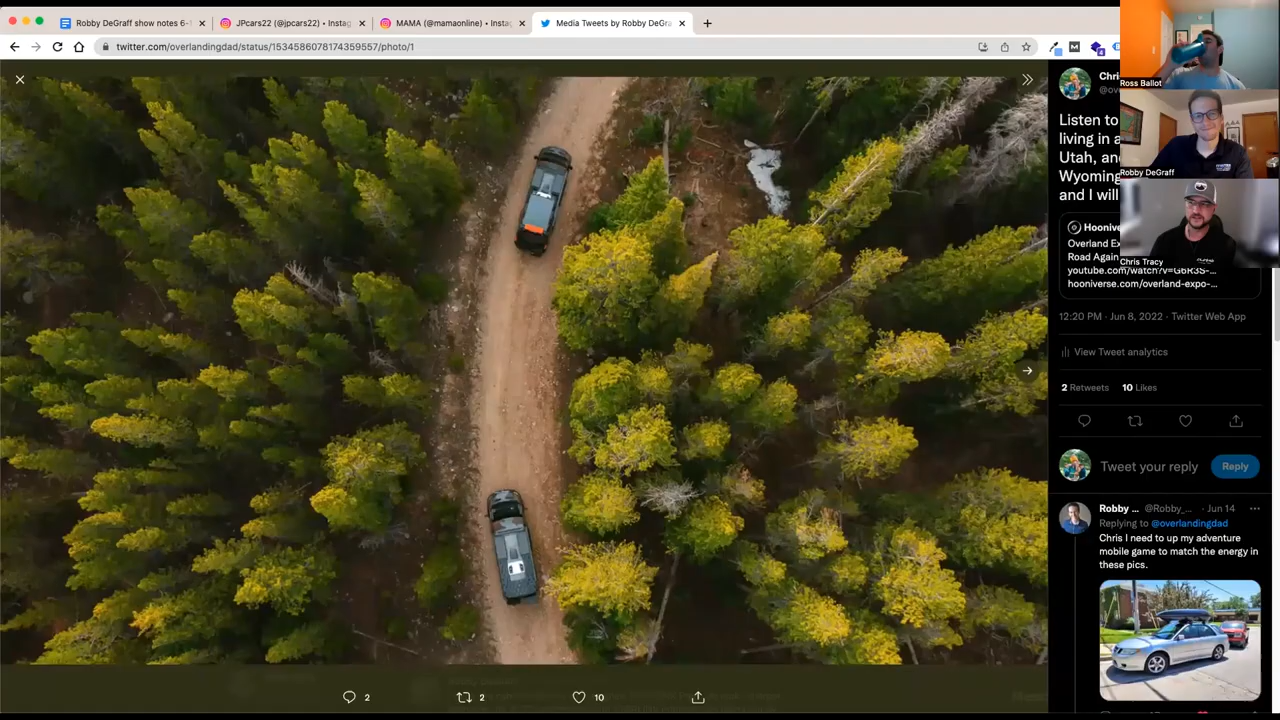 Robby DeGraff show notes 6-1
JPcars22 (@jpcars22) • Instag
MAMA (@mamaonline) • Instag
Media Tweets by Robby DeGra
twitter.com/overlandingdad/status/1534586078174359557/photo/1
Ross Ballot
Robby DeGraff
Chris Tracy
Chri
@ov
Listen to
living in a
Utah, an
Wyoming
and I will
Hooniver
Overland Ex
Road Again
youtube.com/watch?v=G6R3S-...
hooniverse.com/overland-expo-...
12:20 PM · Jun 8, 2022 · Twitter Web App
View Tweet analytics
2 Retweets 10 Likes
Tweet your reply
Reply
Robby ... @Robby_... · Jun 14
Replying to @overlandingdad
Chris I need to up my adventure
mobile game to match the energy in
these pics.
2
2
10